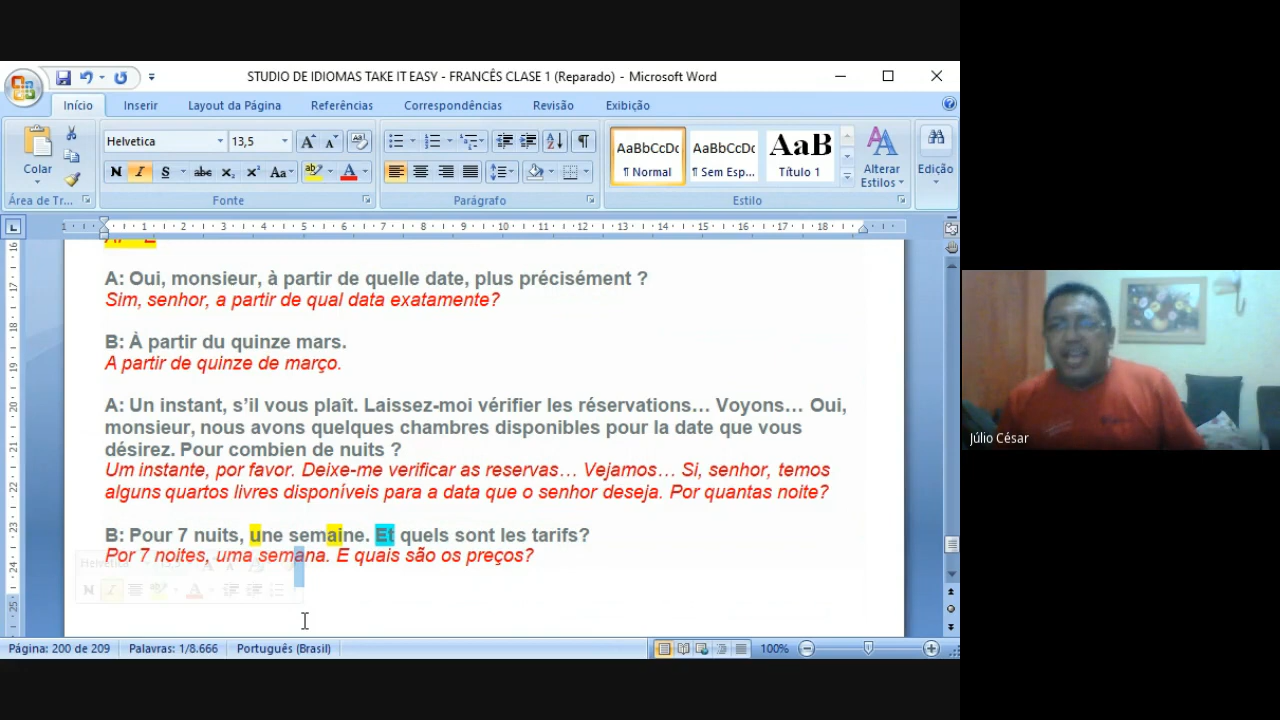 STUDIO DE IDIOMAS TAKE IT EASY - FRANCÊS CLASE 1 (Reparado) - Microsoft Word
Início Inserir Layout da Página Referências Correspondências Revisão Exibição
Helvetica 13,5
Colar
AaBbCcDc AaBbCcDc AaB
¶ Normal ¶ Sem Esp... Título 1
Alterar Estilos
Edição
Área de Tr... Fonte Parágrafo Estilo
A: Oui, monsieur, à partir de quelle date, plus précisément ?
Sim, senhor, a partir de qual data exatamente?
B: À partir du quinze mars.
A partir de quinze de março.
A: Un instant, s’il vous plaît. Laissez-moi vérifier les réservations… Voyons… Oui,
monsieur, nous avons quelques chambres disponibles pour la date que vous
désirez. Pour combien de nuits ?
Um instante, por favor. Deixe-me verificar as reservas… Vejamos… Si, senhor, temos
alguns quartos livres disponíveis para a data que o senhor deseja. Por quantas noite?
B: Pour 7 nuits, une semaine. Et quels sont les tarifs?
Por 7 noites, uma semana. E quais são os preços?
Página: 200 de 209 Palavras: 1/8.666 Português (Brasil) 100%
Júlio César